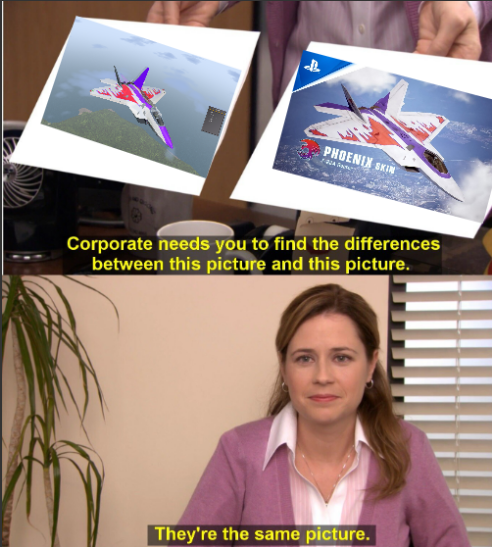 PHOENIX SKIN
Corporate needs you to find the differences
between this picture and this picture.
They're the same picture.